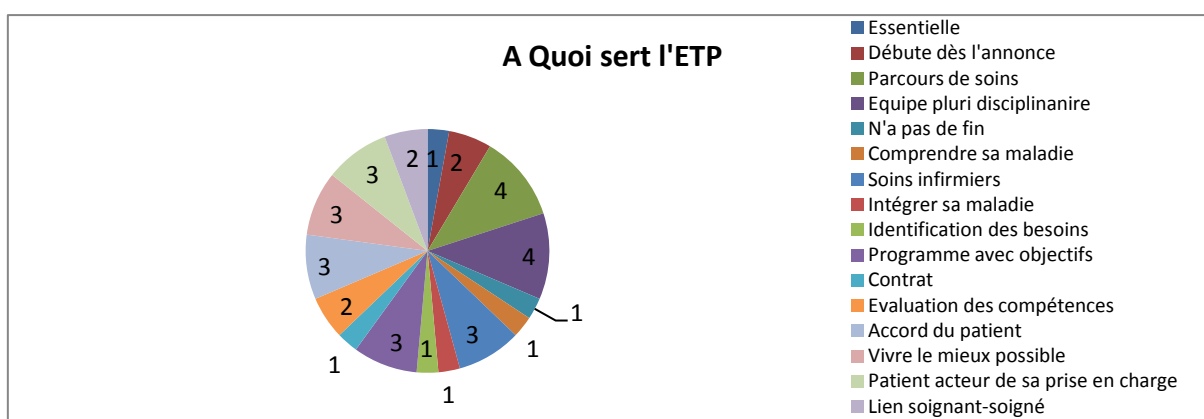 A Quoi sert l'ETP
1
2
4
4
1
1
3
1
1
3
1
2
3
3
3
2
Essentielle
Débute dès l'annonce
Parcours de soins
Equipe pluri disciplinanire
N'a pas de fin
Comprendre sa maladie
Soins infirmiers
Intégrer sa maladie
Identification des besoins
Programme avec objectifs
Contrat
Evaluation des compétences
Accord du patient
Vivre le mieux possible
Patient acteur de sa prise en charge
Lien soignant-soigné